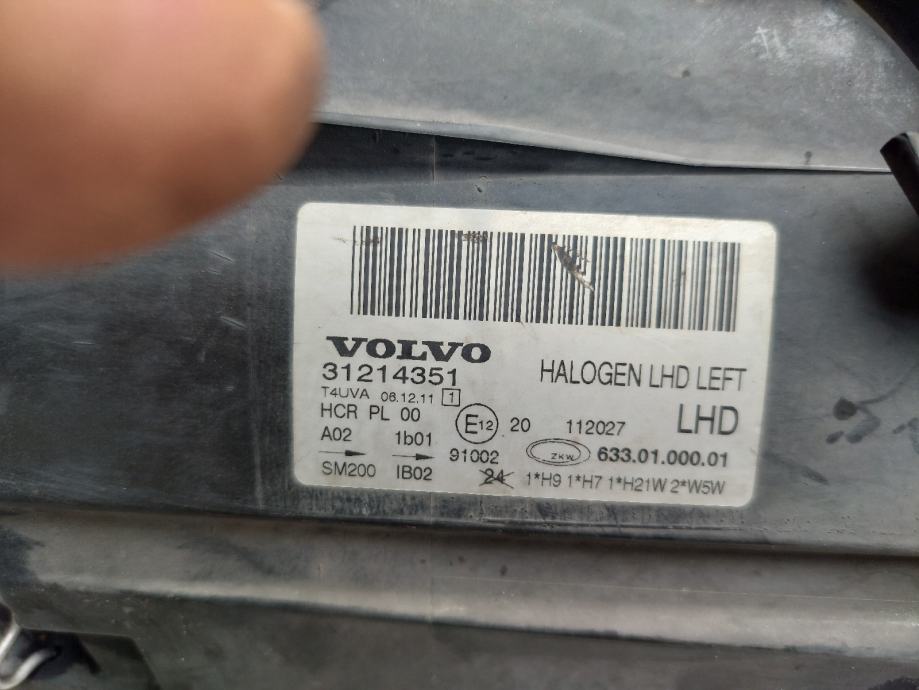 VOLVO
31214351
HALOGEN LHD LEFT
T4UVA 06.12.11 1
HCR PL 00
E12 20 112027 LHD
A02 1b01 91002 ZKW 633.01.000.01
SM200 IB02 24 1*H9 1*H7 1*H21W 2*W5W